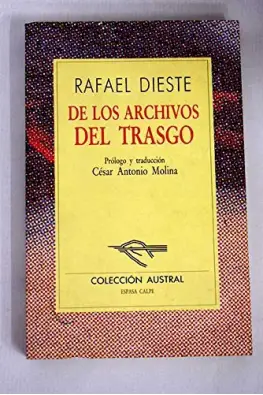 RAFAEL DIESTE
DE LOS ARCHIVOS
DEL TRASGO
Prólogo y traducción
César Antonio Molina
COLECCIÓN AUSTRAL
ESPASA CALPE